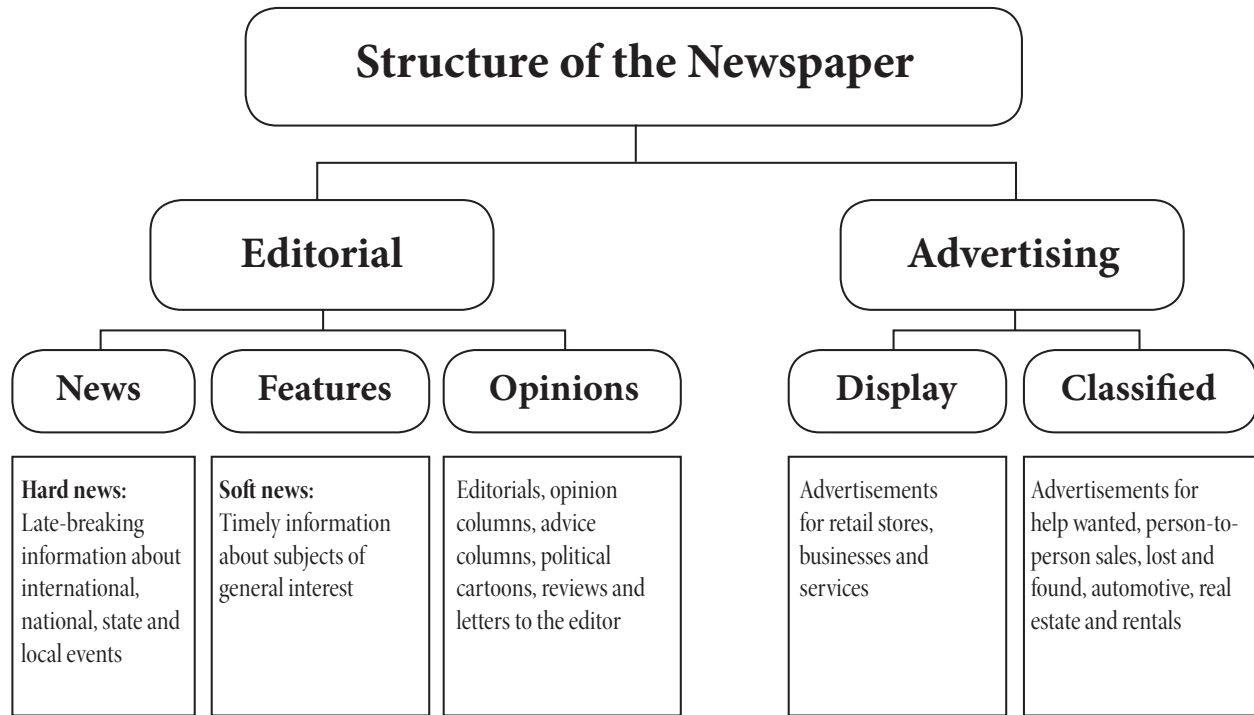 Structure of the Newspaper
Editorial
Advertising
News
Features
Opinions
Display
Classified
Hard news:
Late-breaking
information about
international,
national, state and
local events
Soft news:
Timely information
about subjects of
general interest
Editorials, opinion
columns, advice
columns, political
cartoons, reviews and
letters to the editor
Advertisements
for retail stores,
businesses and
services
Advertisements for
help wanted, person-to-
person sales, lost and
found, automotive, real
estate and rentals